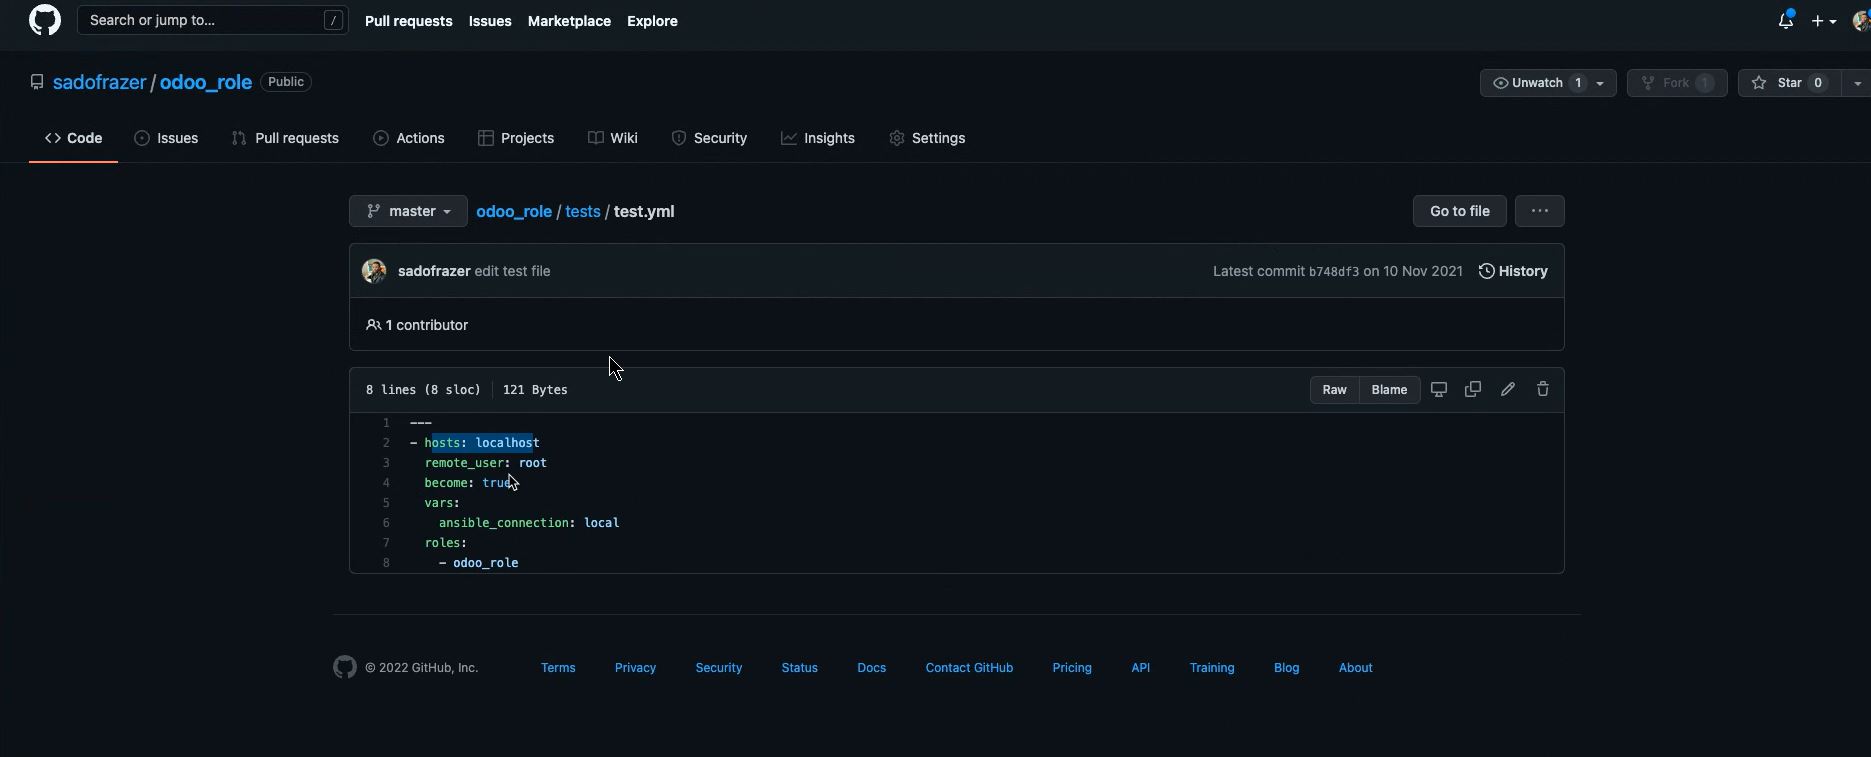 Search or jump to... /
Pull requests Issues Marketplace Explore
sadofrazer / odoo_role Public
Unwatch 1 Fork 1 Star 0
<> Code Issues Pull requests Actions Projects Wiki Security Insights Settings
master odoo_role / tests / test.yml Go to file ...
sadofrazer edit test file Latest commit b748df3 on 10 Nov 2021 History
1 contributor
8 lines (8 sloc) 121 Bytes Raw Blame
1 ---
2 - hosts: localhost
3 remote_user: root
4 become: true
5 vars:
6 ansible_connection: local
7 roles:
8 - odoo_role
© 2022 GitHub, Inc. Terms Privacy Security Status Docs Contact GitHub Pricing API Training Blog About